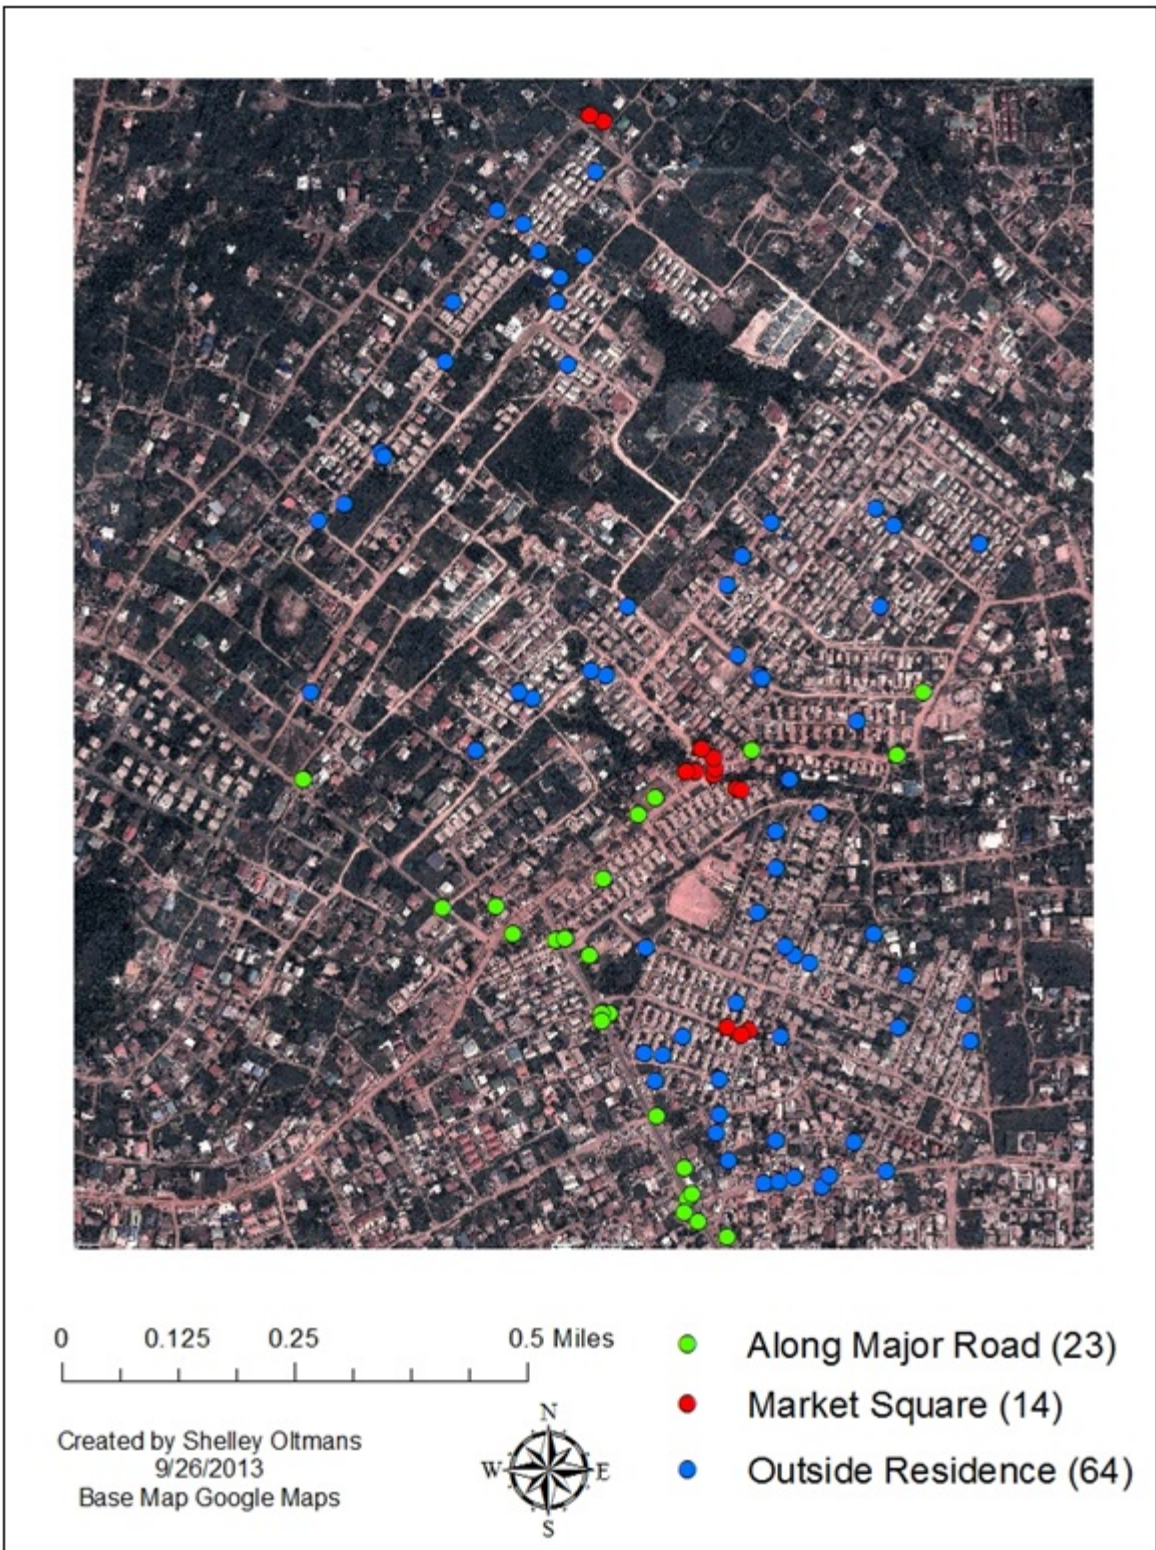 0 0.125 0.25 0.5 Miles
Created by Shelley Oltmans
9/26/2013
Base Map Google Maps
N
W E
S
Along Major Road (23)
Market Square (14)
Outside Residence (64)